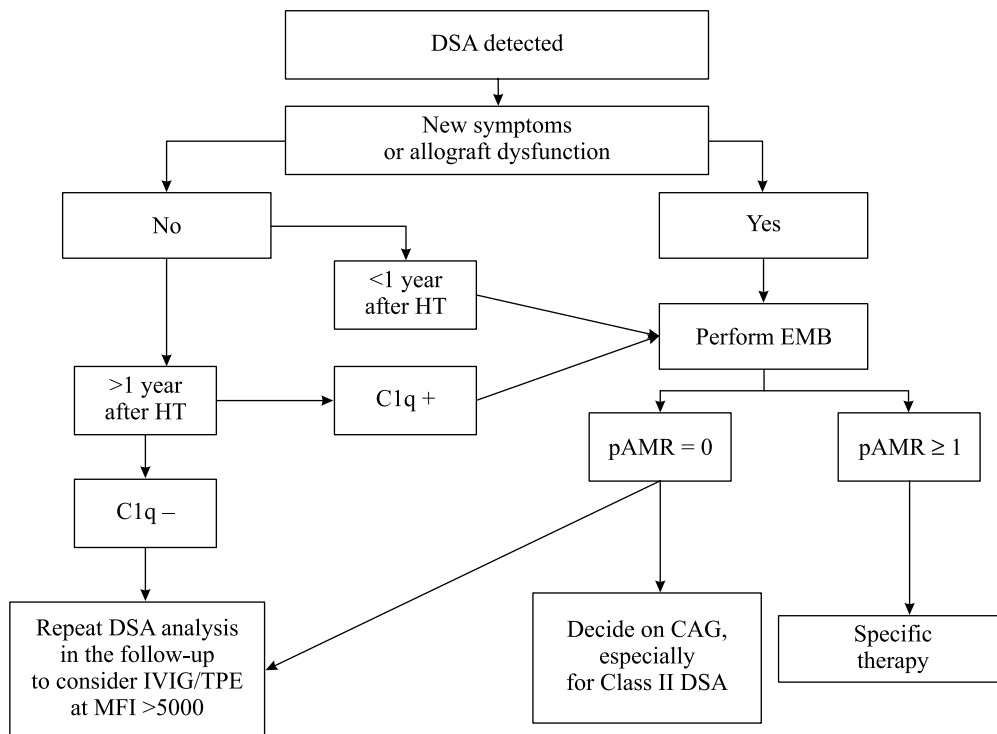 DSA detected
New symptoms
or allograft dysfunction
No
Yes
<1 year
after HT
Perform EMB
>1 year
after HT
C1q +
pAMR = 0
pAMR ≥ 1
C1q –
Repeat DSA analysis
in the follow-up
to consider IVIG/TPE
at MFI >5000
Decide on CAG,
especially
for Class II DSA
Specific
therapy